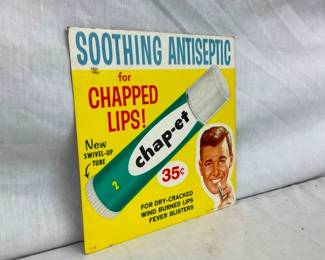 SOOTHING ANTISEPTIC
for
CHAPPED
LIPS!
New
SWIVEL-UP
TUBE
chap-et
2
35¢
FOR DRY-CRACKED
WIND BURNED LIPS
FEVER BLISTERS